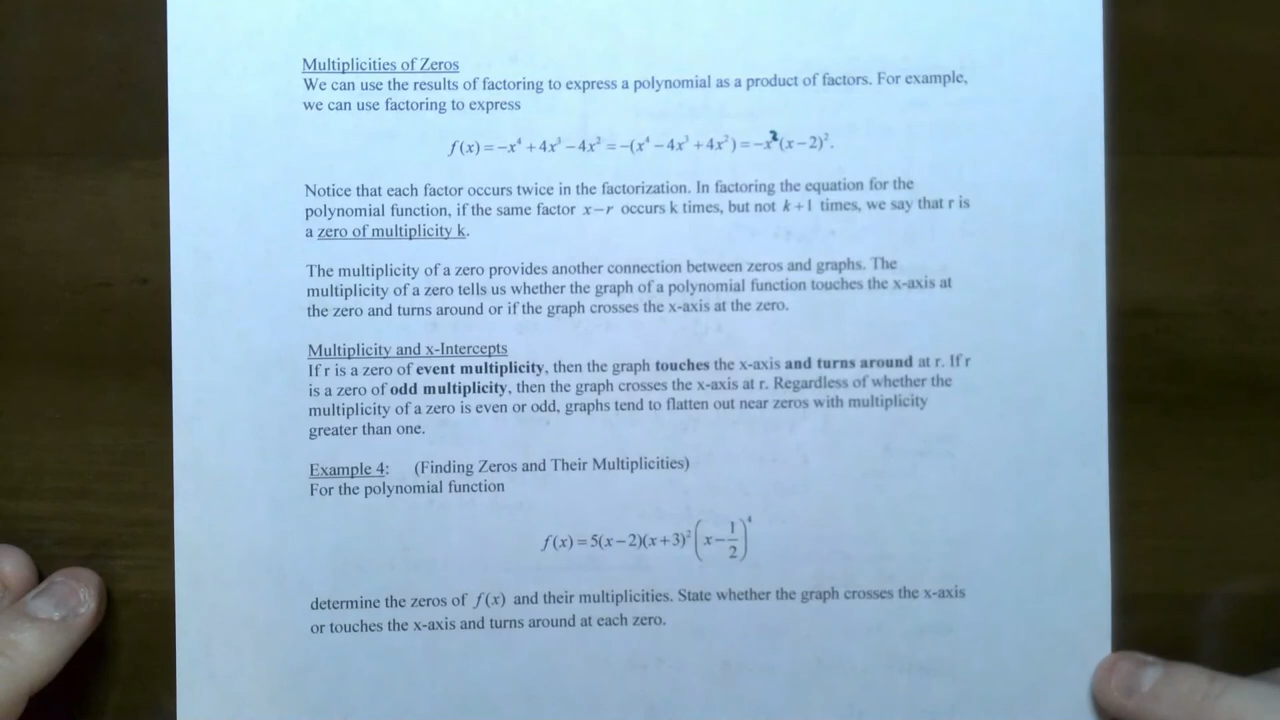 Multiplicities of Zeros
We can use the results of factoring to express a polynomial as a product of factors. For example,
we can use factoring to express
f(x) = −x⁴ + 4x³ − 4x² = −(x⁴ − 4x³ + 4x²) = −x²(x − 2)².
Notice that each factor occurs twice in the factorization. In factoring the equation for the
polynomial function, if the same factor x − r occurs k times, but not k + 1 times, we say that r is
a zero of multiplicity k.
The multiplicity of a zero provides another connection between zeros and graphs. The
multiplicity of a zero tells us whether the graph of a polynomial function touches the x-axis at
the zero and turns around or if the graph crosses the x-axis at the zero.
Multiplicity and x-Intercepts
If r is a zero of event multiplicity, then the graph touches the x-axis and turns around at r. If r
is a zero of odd multiplicity, then the graph crosses the x-axis at r. Regardless of whether the
multiplicity of a zero is even or odd, graphs tend to flatten out near zeros with multiplicity
greater than one.
Example 4: (Finding Zeros and Their Multiplicities)
For the polynomial function
f(x) = 5(x − 2)(x + 3)²(x − 1/2)⁴
determine the zeros of f(x) and their multiplicities. State whether the graph crosses the x-axis
or touches the x-axis and turns around at each zero.